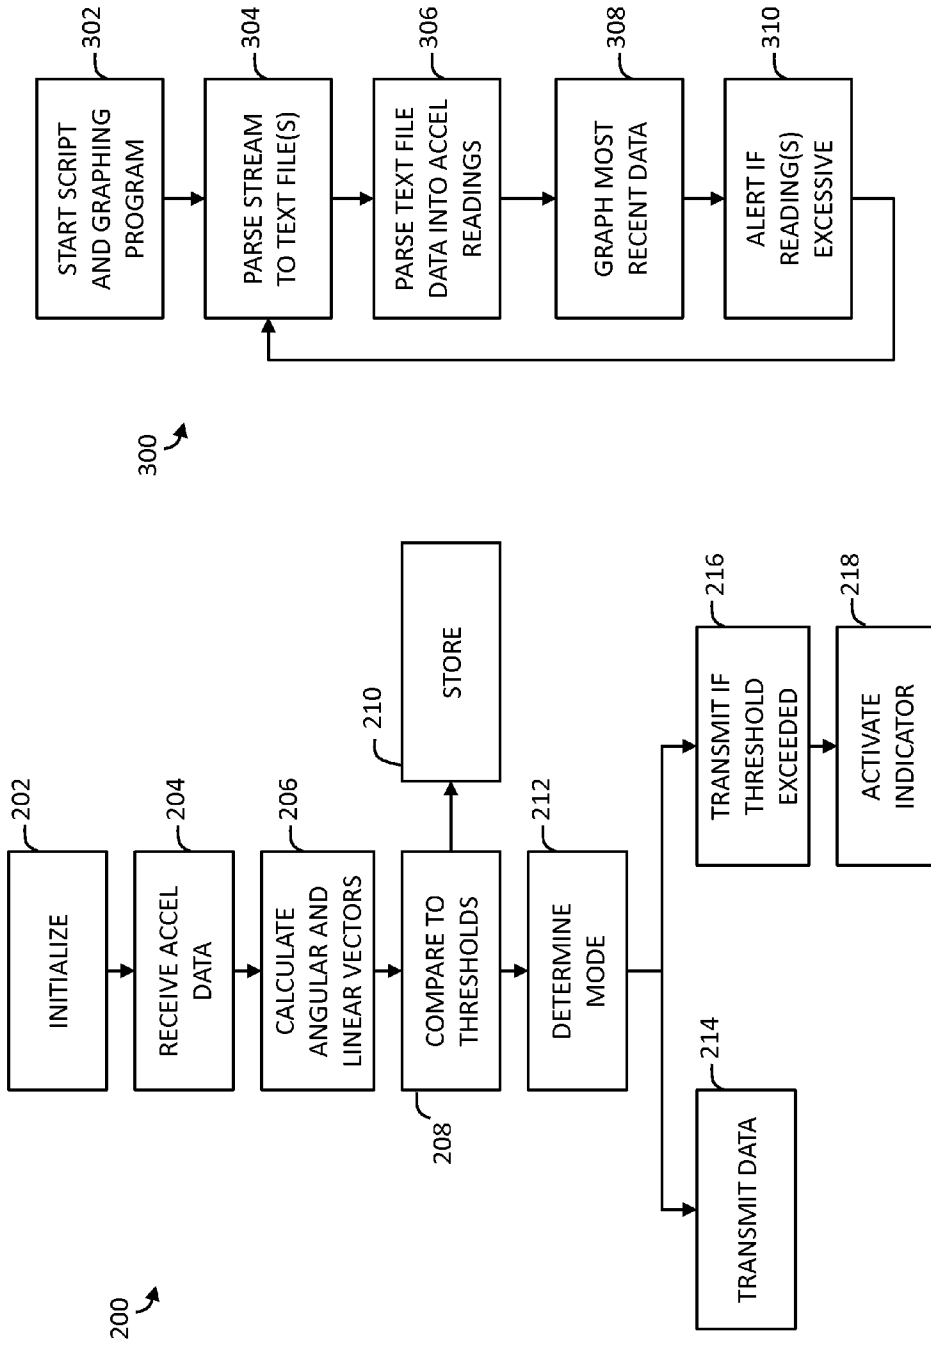 200
INITIALIZE
202
RECEIVE ACCEL
DATA
204
CALCULATE
ANGULAR AND
LINEAR VECTORS
206
COMPARE TO
THRESHOLDS
208
STORE
210
DETERMINE
MODE
212
TRANSMIT DATA
214
TRANSMIT IF
THRESHOLD
EXCEEDED
216
ACTIVATE
INDICATOR
218
300
START SCRIPT
AND GRAPHING
PROGRAM
302
PARSE STREAM
TO TEXT FILE(S)
304
PARSE TEXT FILE
DATA INTO ACCEL
READINGS
306
GRAPH MOST
RECENT DATA
308
ALERT IF
READING(S)
EXCESSIVE
310